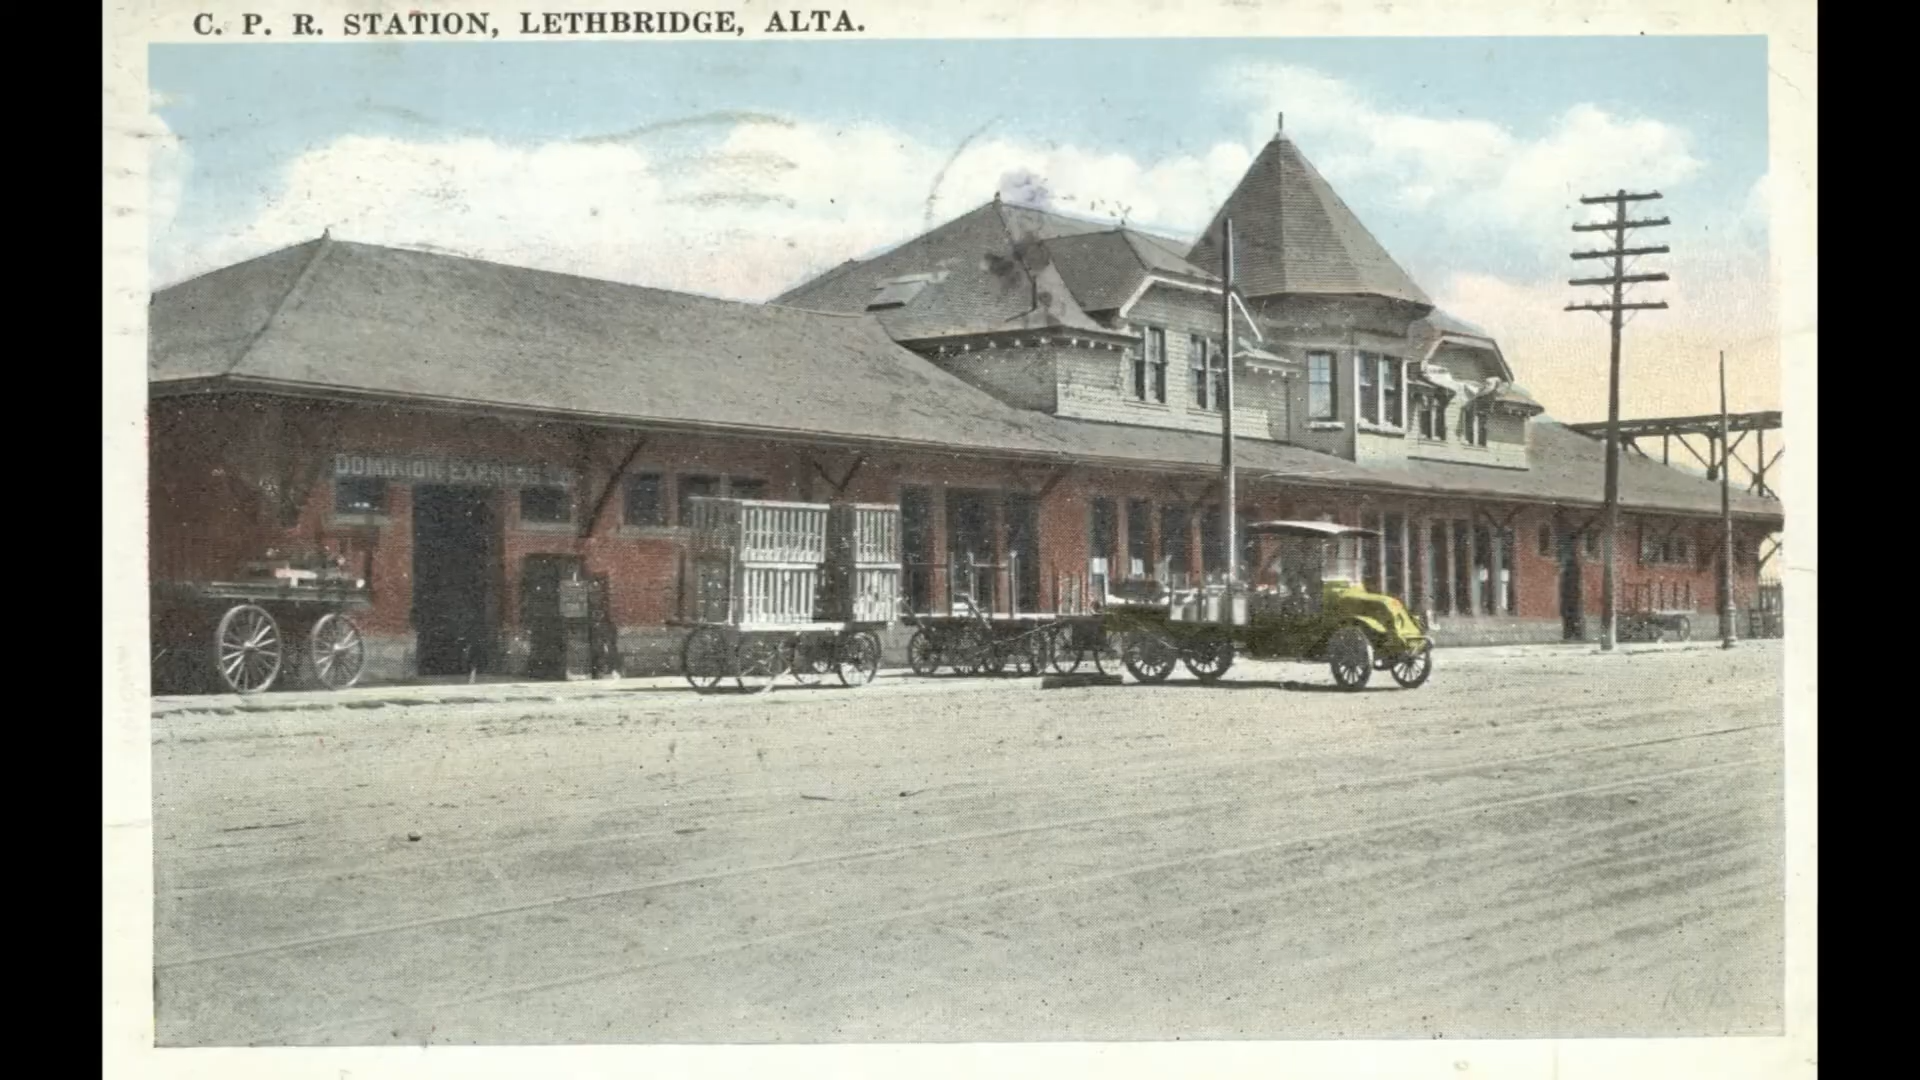 C. P. R. STATION, LETHBRIDGE, ALTA.
DOMINION EXPRESS Co